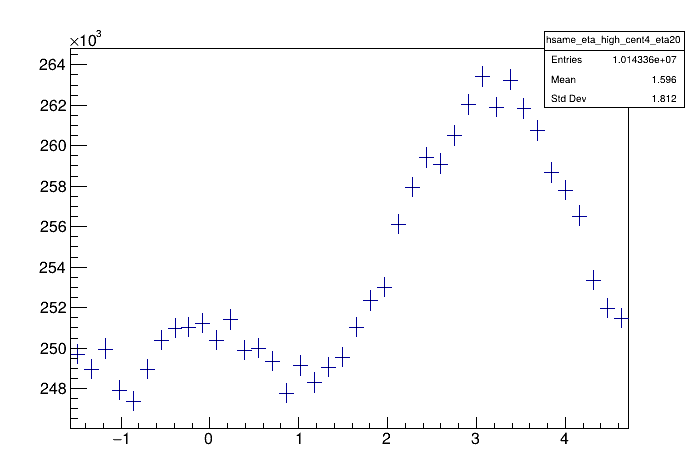 ×10³
hsame_eta_high_cent4_eta20
Entries 1.014336e+07
Mean 1.596
Std Dev 1.812
264
262
260
258
256
254
252
250
248
−1 0 1 2 3 4